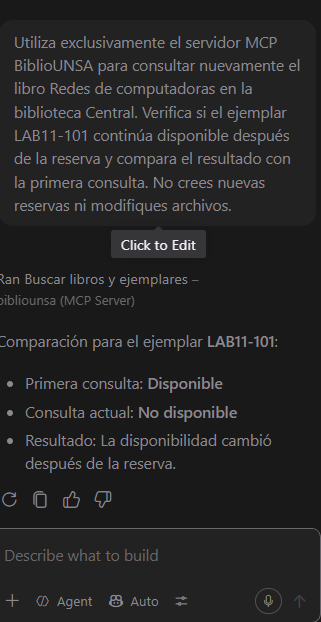 Utiliza exclusivamente el servidor MCP
BiblioUNSA para consultar nuevamente el
libro Redes de computadoras en la
biblioteca Central. Verifica si el ejemplar
LAB11-101 continúa disponible después
de la reserva y compara el resultado con
la primera consulta. No crees nuevas
reservas ni modifiques archivos.
Click to Edit
Ran Buscar libros y ejemplares –
bibliounsa (MCP Server)
Comparación para el ejemplar LAB11-101:
• Primera consulta: Disponible
• Consulta actual: No disponible
• Resultado: La disponibilidad cambió
después de la reserva.
Describe what to build
Agent Auto